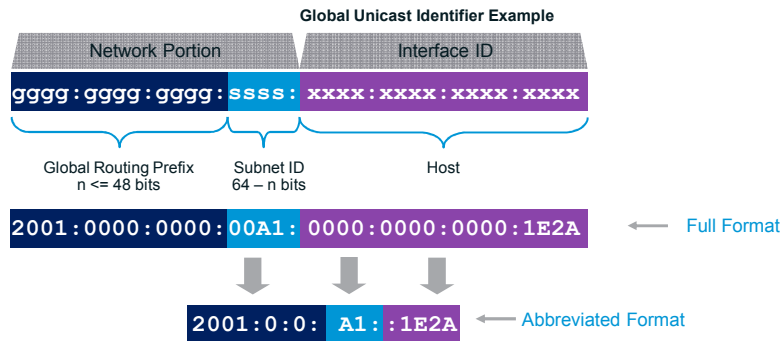 Global Unicast Identifier Example
Network Portion Interface ID
gggg:gggg:gggg:ssss: xxxx:xxxx:xxxx:xxxx
Global Routing Prefix Subnet ID Host
n <= 48 bits 64 – n bits
2001:0000:0000:00A1: 0000:0000:0000:1E2A Full Format
2001:0:0: A1::1E2A Abbreviated Format